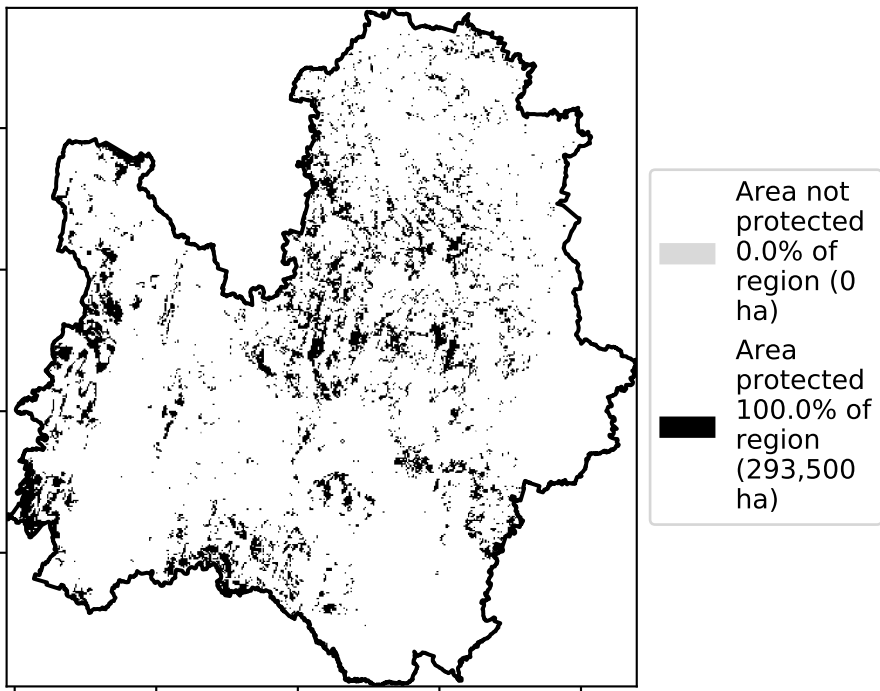 Area not
protected
0.0% of
region (0
ha)
Area
protected
100.0% of
region
(293,500
ha)